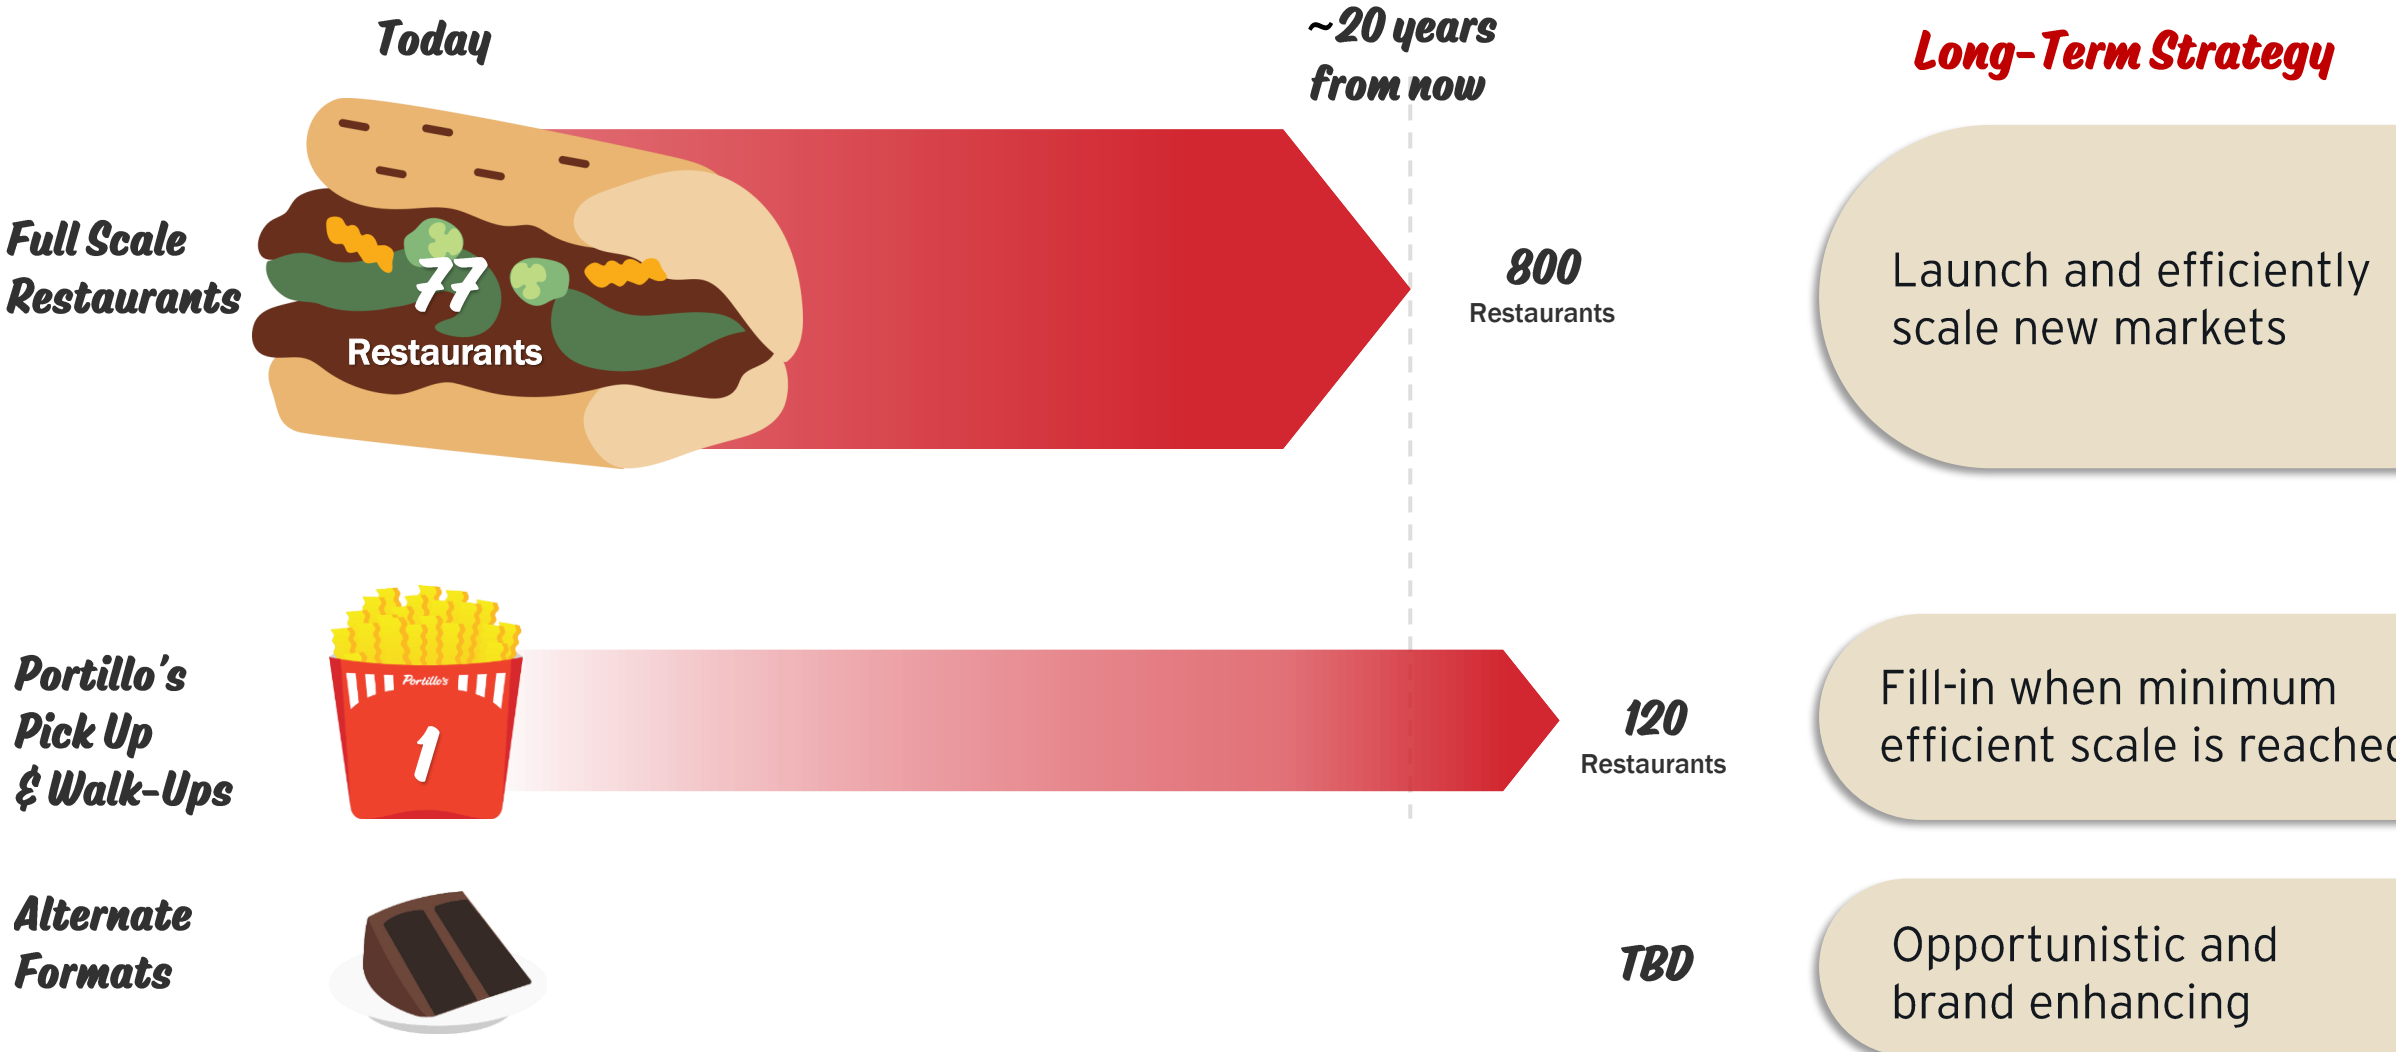 Today
~20 years
from now
Long-Term Strategy
Full Scale
Restaurants
77
Restaurants
800
Restaurants
Launch and efficiently
scale new markets
Portillo's
Pick Up
& Walk-Ups
Portillo's
1
120
Restaurants
Fill-in when minimum
efficient scale is reached
Alternate
Formats
TBD
Opportunistic and
brand enhancing